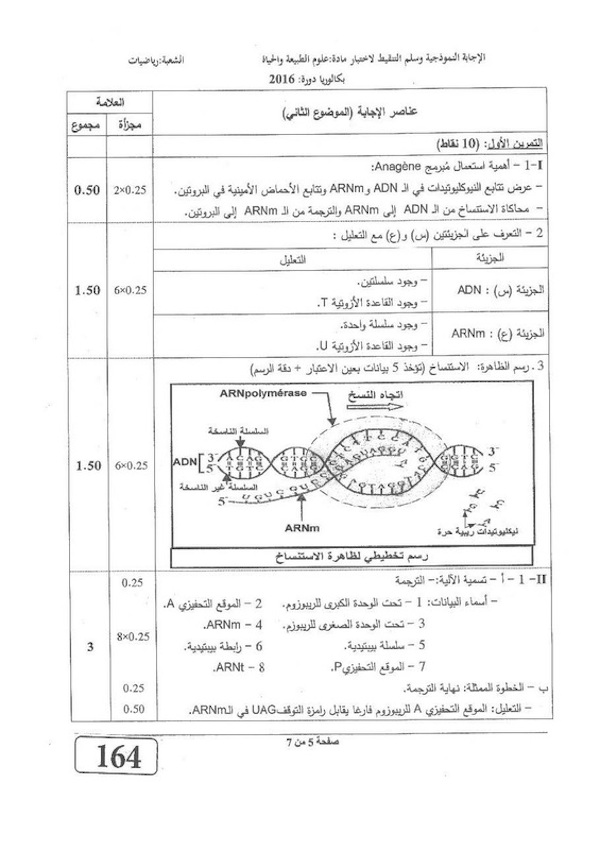 الإجابة النموذجية وسلم التنقيط لاختبار مادة:علوم الطبيعة والحياة الشعبة:رياضيات
بكالوريا دورة: 2016
عناصر الإجابة (الموضوع الثاني) العلامة
مجزأة مجموع
التمرين الأول: (10 نقاط)
I-1 – أهمية استعمال مُبرمج Anagène:
– عرض تتابع النيوكليوتيدات في الـ ADN و ARNm وتتابع الأحماض الأمينية في البروتين. 2×0.25 0.50
– محاكاة الاستنساخ من الـ ADN إلى ARNm والترجمة من الـ ARNm إلى البروتين.
2 – التعرف على الجزيئتين (س) و(ع) مع التعليل :
الجزيئة التعليل
الجزيئة (س) : ADN – وجود سلسلتين. 6×0.25 1.50
– وجود القاعدة الأزوتية T.
الجزيئة (ع) : ARNm – وجود سلسلة واحدة.
– وجود القاعدة الأزوتية U.
3 . رسم الظاهرة: الاستنساخ (تؤخذ 5 بيانات بعين الاعتبار + دقة الرسم) 6×0.25 1.50
ARNpolymérase
اتجاه النسخ
السلسلة الناسخة
ADN 3' 5'
3' 5'
السلسلة غير الناسخة
5'
ARNm
نيكليوتيدات ريبية حرة
رسم تخطيطي لظاهرة الاستنساخ
II-1 – أ – تسمية الآلية:– الترجمة 0.25
– أسماء البيانات: 1 – تحت الوحدة الكبرى للريبوزوم. 2 – الموقع التحفيزي A.
3 – تحت الوحدة الصغرى للريبوزم. 4 – ARNm. 8×0.25
5 – سلسلة بيبتيدية. 6 – رابطة بيبتيدية. 3
7 – الموقع التحفيزيP. 8 – ARNt.
ب – الخطوة الممثلة: نهاية الترجمة. 0.25
– التعليل: الموقع التحفيزي A للريبوزوم فارغا يقابل رامزة التوقفUAG في الـARNm. 0.50
صفحة 5 من 7
164